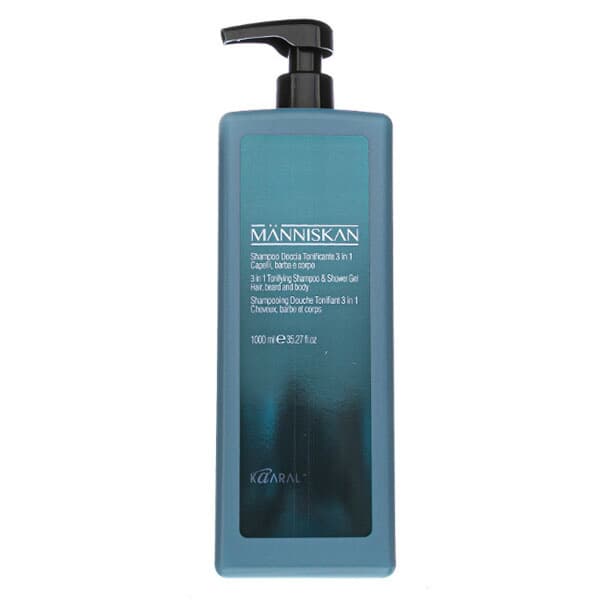 MÄNNISKAN
Shampoo Doccia Tonificante 3 in 1
Capelli, barba e corpo
3 in 1 Tonifying Shampoo & Shower Gel
Hair, beard and body
Shampooing Douche Tonifiant 3 in 1
Cheveux, barbe et corps
1000 ml ℮ 35.27 fl.oz
KaARAL™